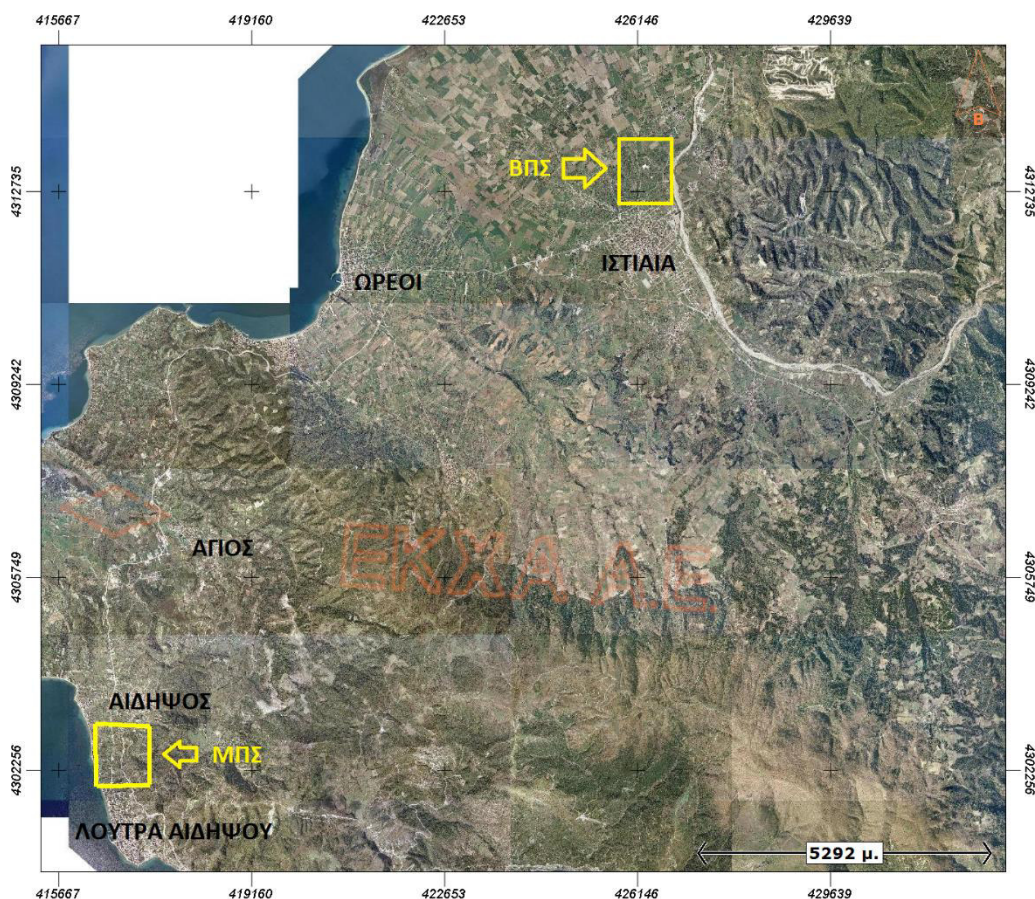 415667 419160 422653 426146 429639
Β
ΒΠΣ
4312735 4312735
ΙΣΤΙΑΙΑ
ΩΡΕΟΙ
4309242 4309242
ΑΓΙΟΣ
ΕΚΧΑ ΑΕ
4305749 4305749
ΑΙΔΗΨΟΣ
ΜΠΣ
4302256 4302256
ΛΟΥΤΡΑ ΑΙΔΗΨΟΥ
5292 μ.
415667 419160 422653 426146 429639